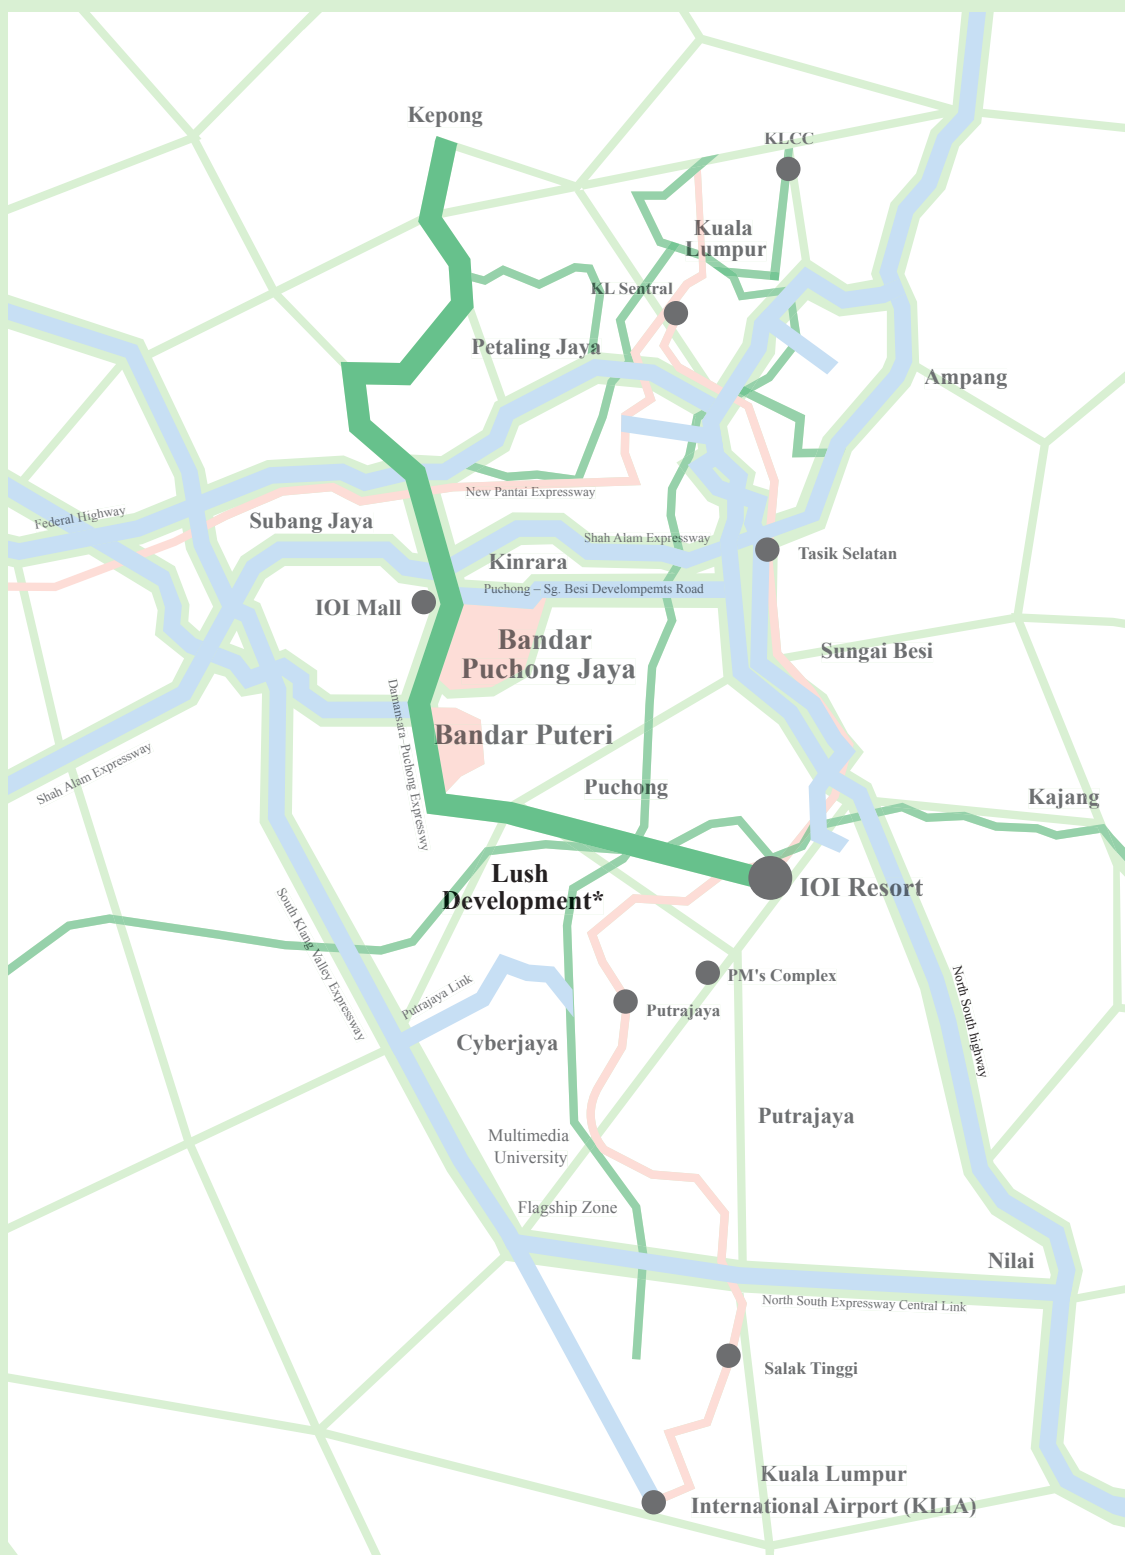 Kepong
KLCC
Kuala
Lumpur
KL Sentral
Petaling Jaya
Ampang
New Pantai Expressway
Federal Highway
Subang Jaya
Shah Alam Expressway
Tasik Selatan
Kinrara
Puchong – Sg. Besi Develompemts Road
IOI Mall
Bandar
Puchong Jaya
Sungai Besi
Damansara–Puchong Expresswy
Bandar Puteri
Shah Alam Expressway
Puchong
Kajang
Lush
Development*
IOI Resort
South Klang Valley Expressway
Putrajaya Link
PM's Complex
Putrajaya
North South highway
Cyberjaya
Putrajaya
Multimedia
University
Flagship Zone
Nilai
North South Expressway Central Link
Salak Tinggi
Kuala Lumpur
International Airport (KLIA)